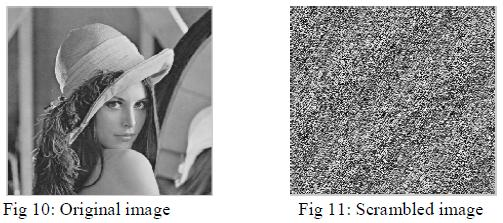 Fig 10: Original image
Fig 11: Scrambled image